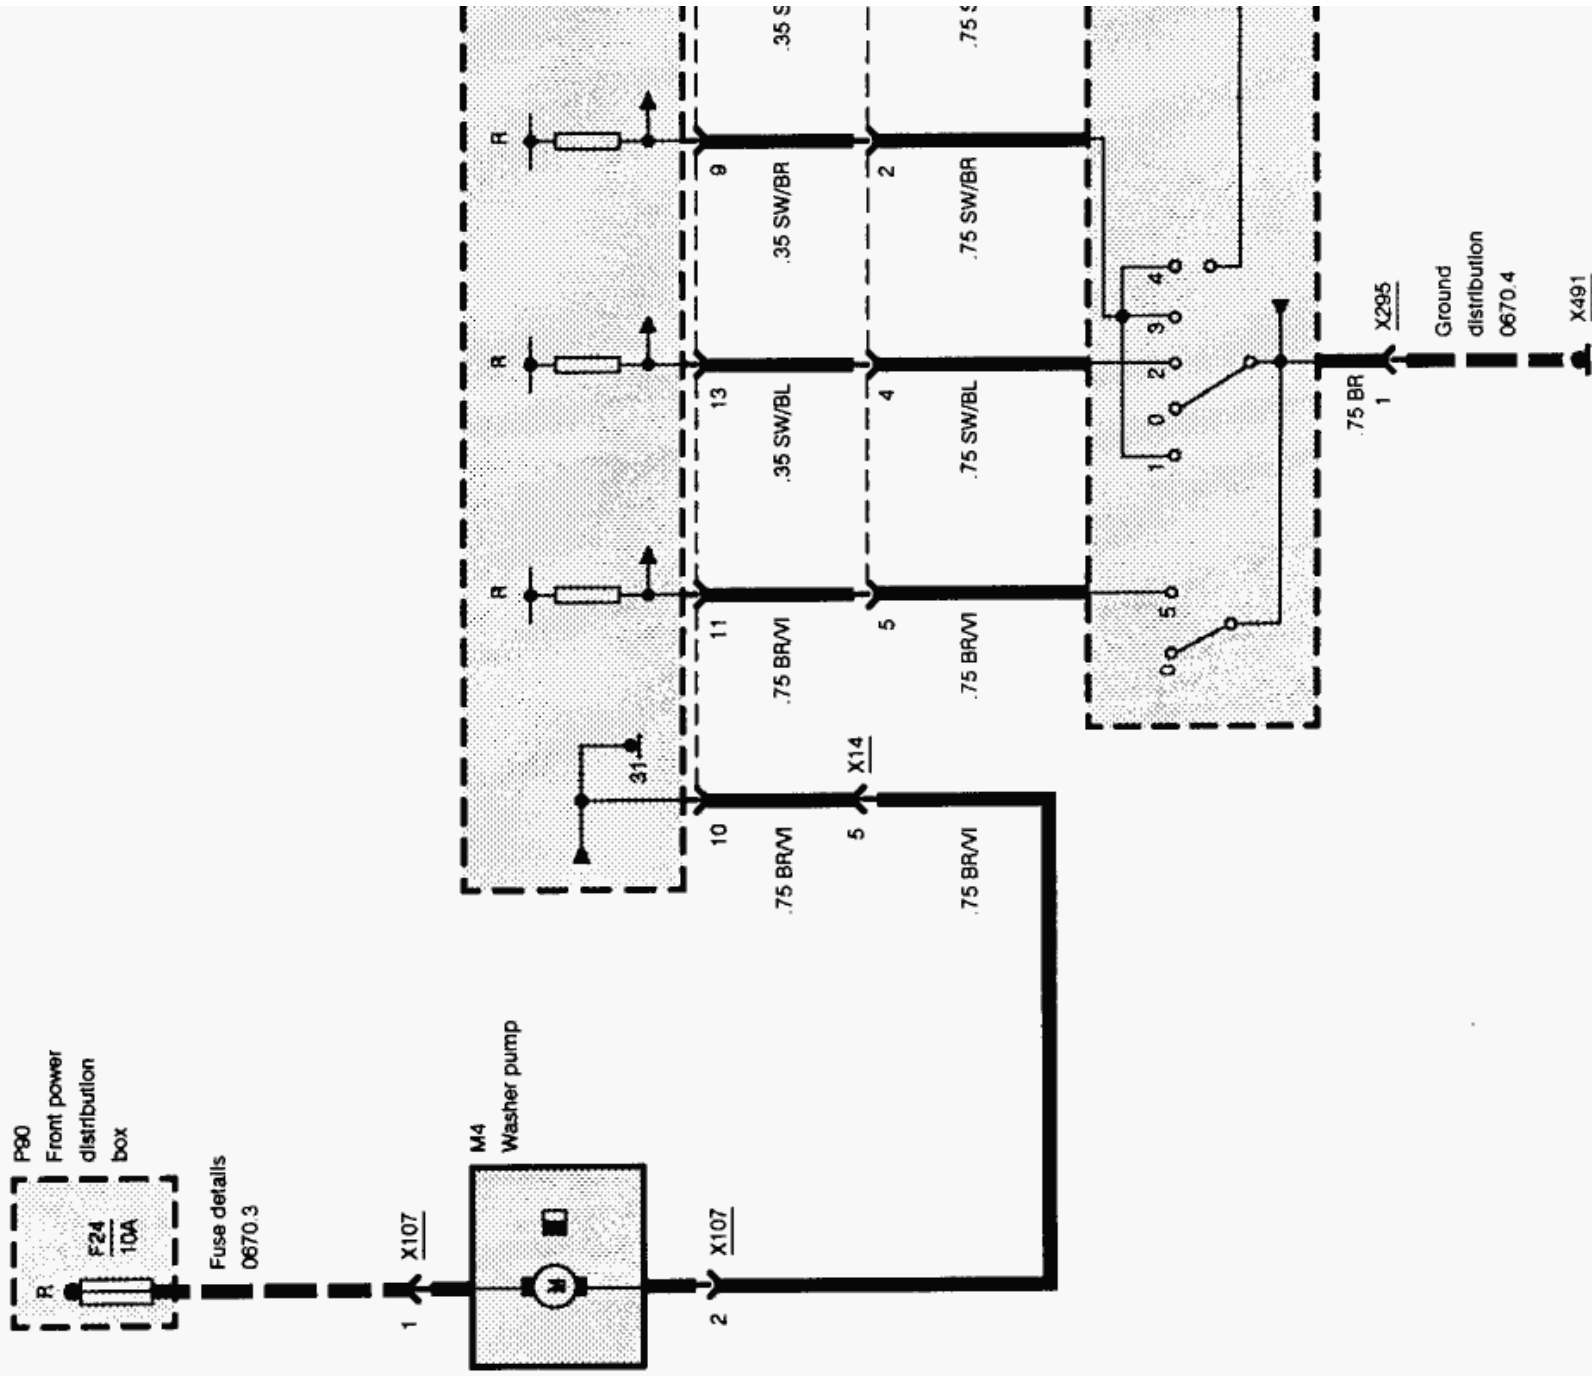 .35 S
.75 S
R
9
.35 SW/BR
2
.75 SW/BR
R
13
.35 SW/BL
4
.75 SW/BL
4
3
2
0
1
X295
.75 BR
1
Ground
distribution
0670.4
X491
R
11
.75 BR/VI
5
.75 BR/VI
5
0
31
10
.75 BR/VI
X14
5
.75 BR/VI
P90
Front power
distribution
box
R
F24
10A
Fuse details
0670.3
X107
1
M4
Washer pump
M
X107
2